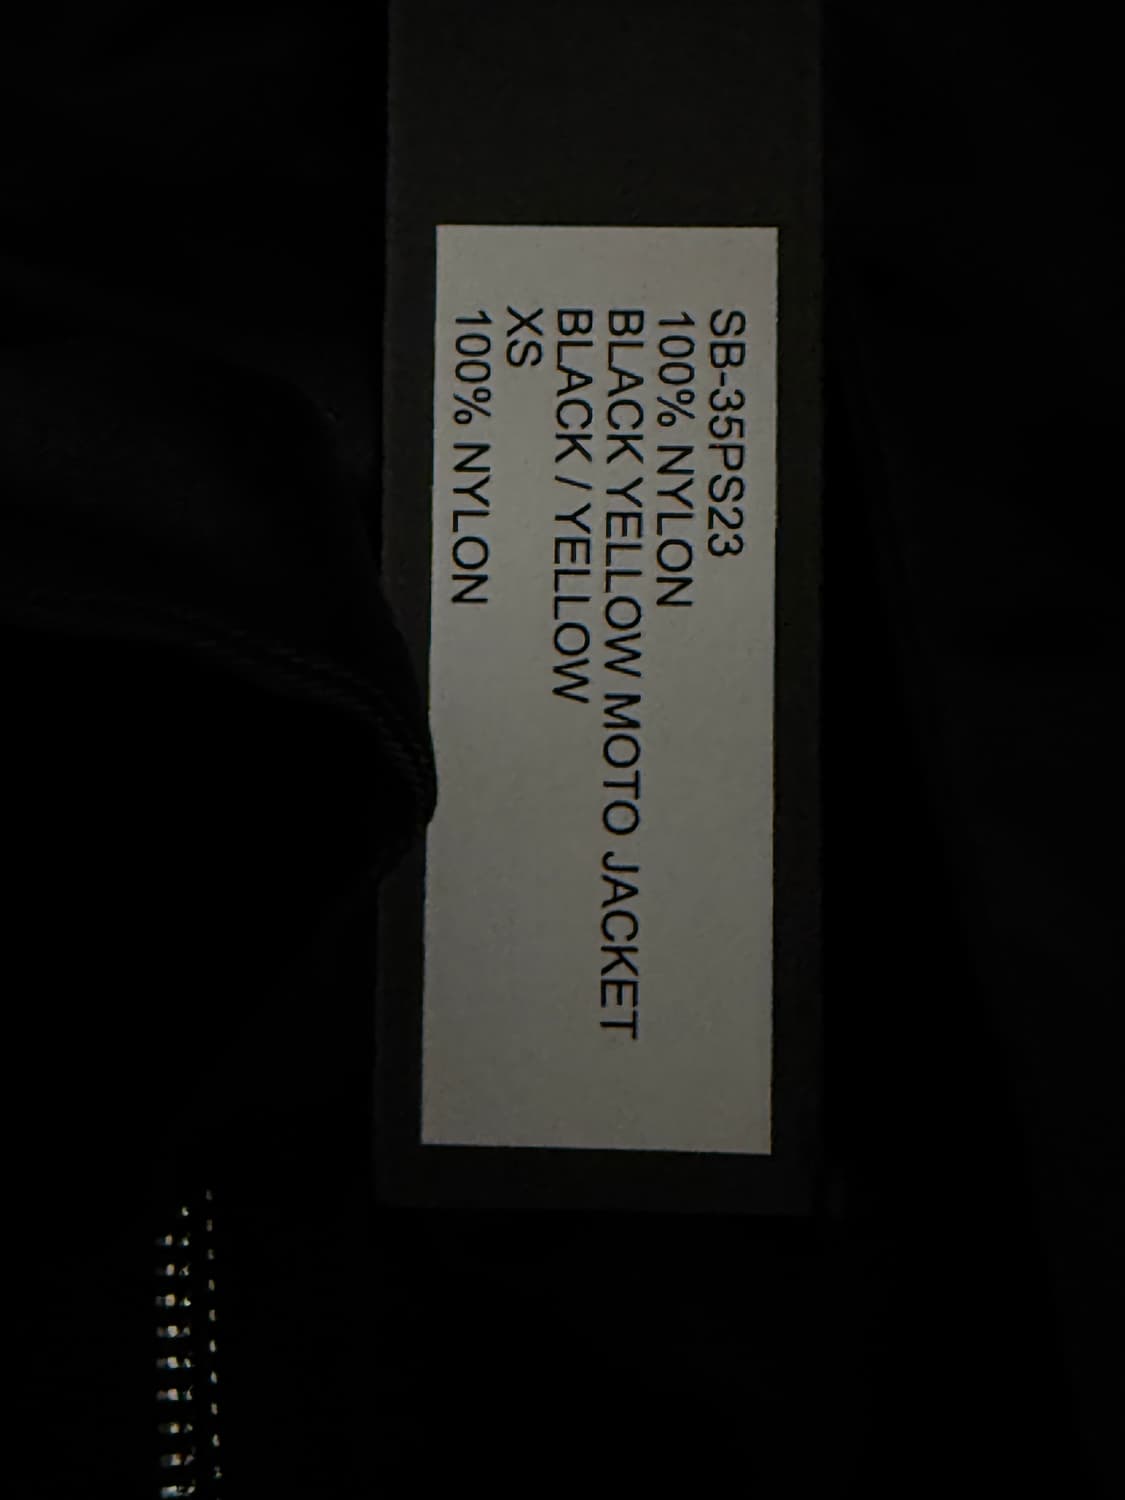 SB-35PS23
100% NYLON
BLACK YELLOW MOTO JACKET
BLACK / YELLOW
XS
100% NYLON